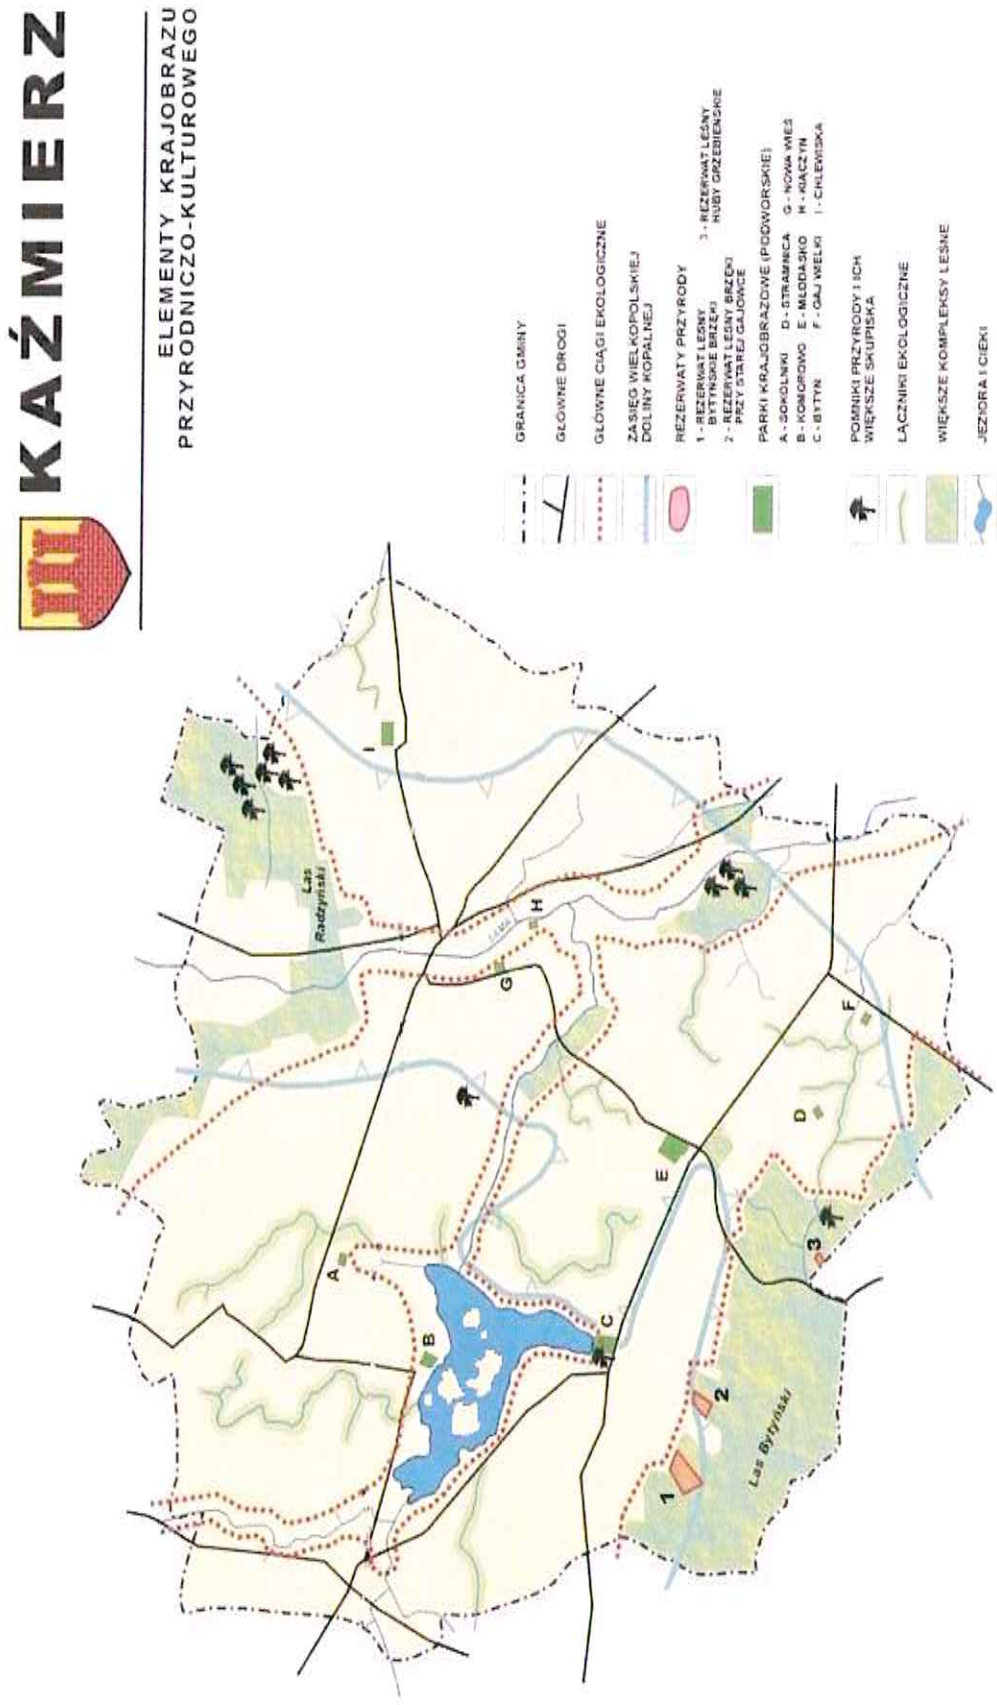 KAŹMIERZ
ELEMENTY KRAJOBRAZU
PRZYRODNICZO-KULTUROWEGO
GRANICA GMINY
GŁÓWNE DROGI
GŁÓWNE CIĄGI EKOLOGICZNE
ZASIĘG WIELKOPOLSKIEJ
DOLINY KOPALNEJ
REZERWATY PRZYRODY
1 - REZERWAT LEŚNY
BYTYŃSKIE BRZĘKI
2 - REZERWAT LEŚNY BRZĘKI
PRZY STAREJ GAJÓWCE
3 - REZERWAT LEŚNY
HUBY GRZEBIENISKIE
PARKI KRAJOBRAZOWE (PODWORSKIE)
A - SOKOLNIKI
B - KOMOROWO
C - BYTYŃ
D - STRAMNICA
E - MŁODASKO
F - GAJ WIELKI
G - NOWA WIEŚ
H - KIĄCZYN
I - CHLEWISKA
POMNIKI PRZYRODY I ICH
WIĘKSZE SKUPISKA
ŁĄCZNIKI EKOLOGICZNE
WIĘKSZE KOMPLEKSY LEŚNE
JEZIORA I CIEKI
Las
Radzyński
I
SAMA
H
G
A
B
C
E
F
D
3
2
1
Las Bytyński